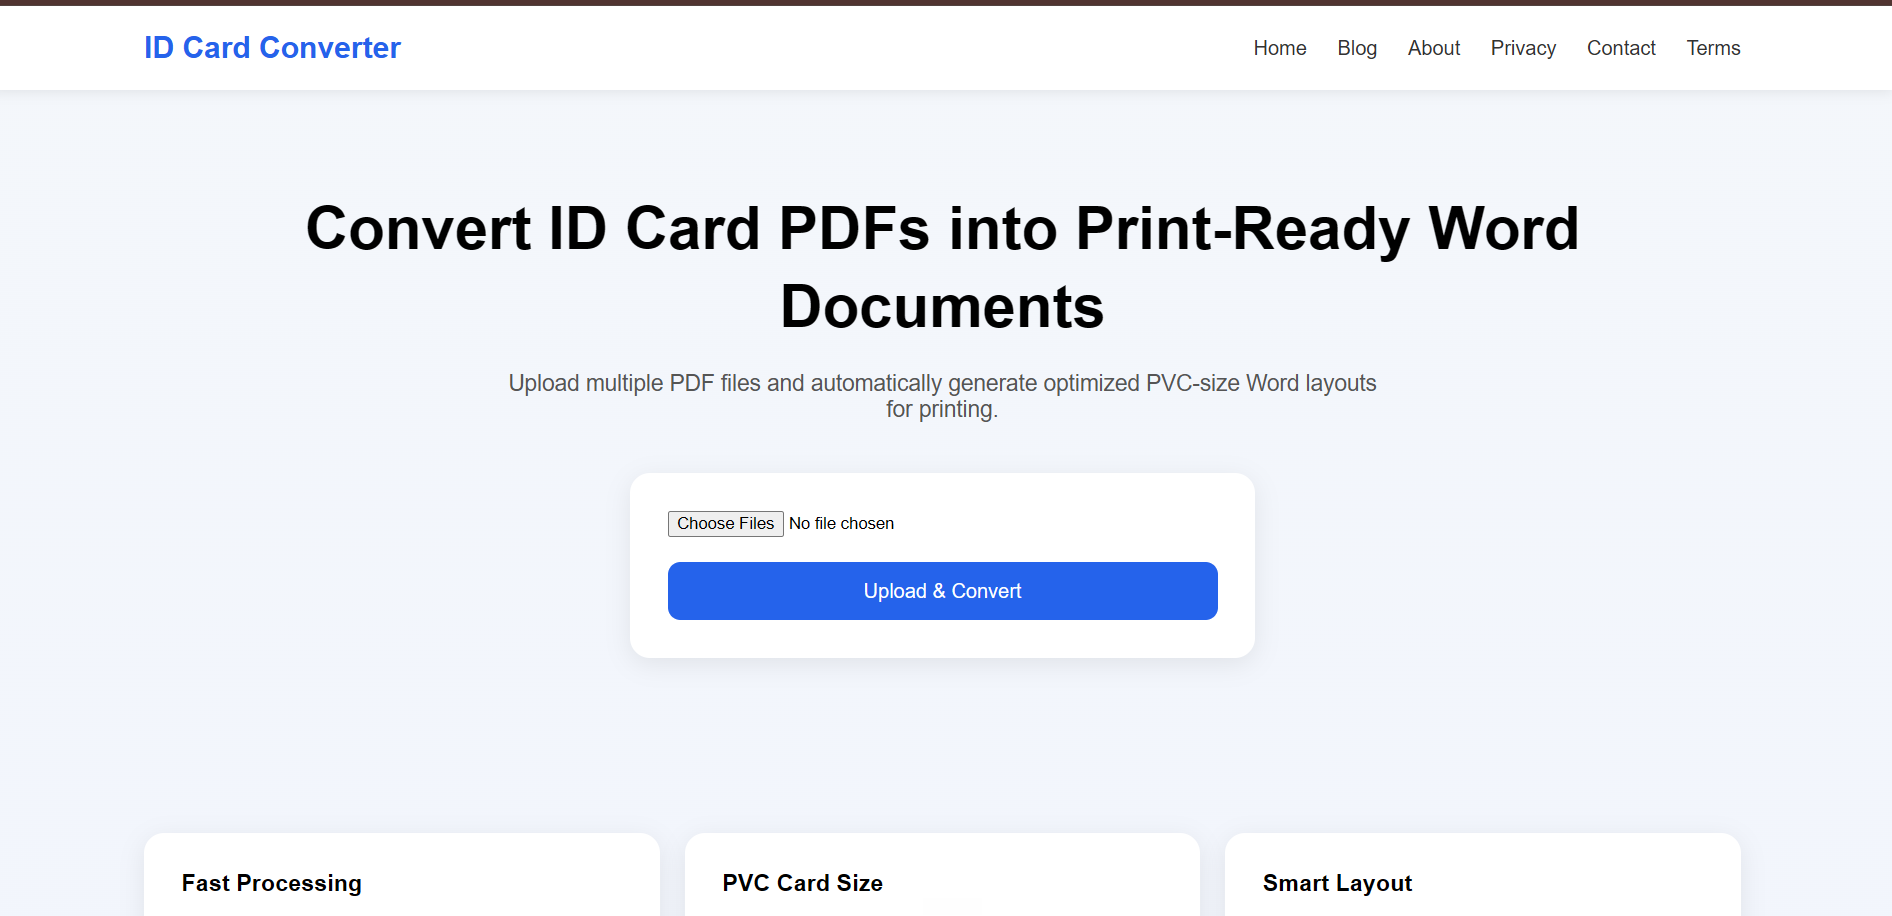 ID Card Converter
Home Blog About Privacy Contact Terms
Convert ID Card PDFs into Print-Ready Word
Documents
Upload multiple PDF files and automatically generate optimized PVC-size Word layouts
for printing.
Choose Files No file chosen
Upload & Convert
Fast Processing
PVC Card Size
Smart Layout